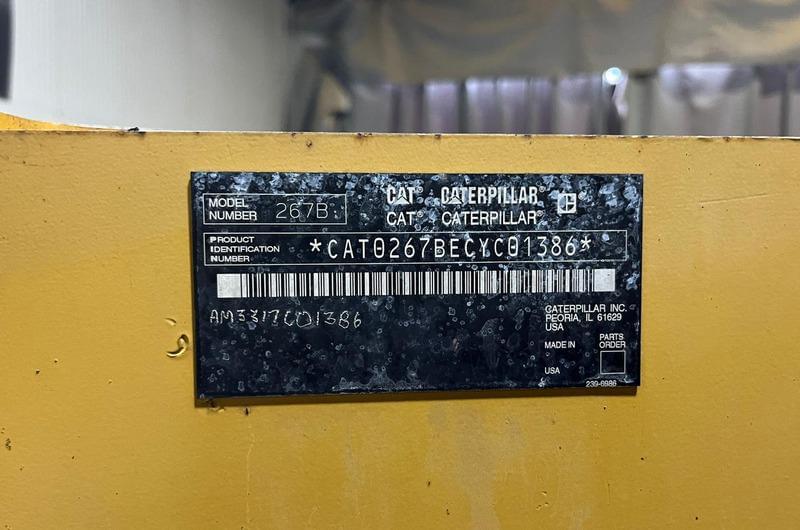 CAT® CATERPILLAR®
CAT® CATERPILLAR®
MODEL NUMBER 267B
PRODUCT IDENTIFICATION NUMBER *CAT0267BECYC01386*
AM3317C01386
CATERPILLAR INC.
PEORIA, IL 61629
USA
MADE IN
USA
PARTS ORDER
239-6986